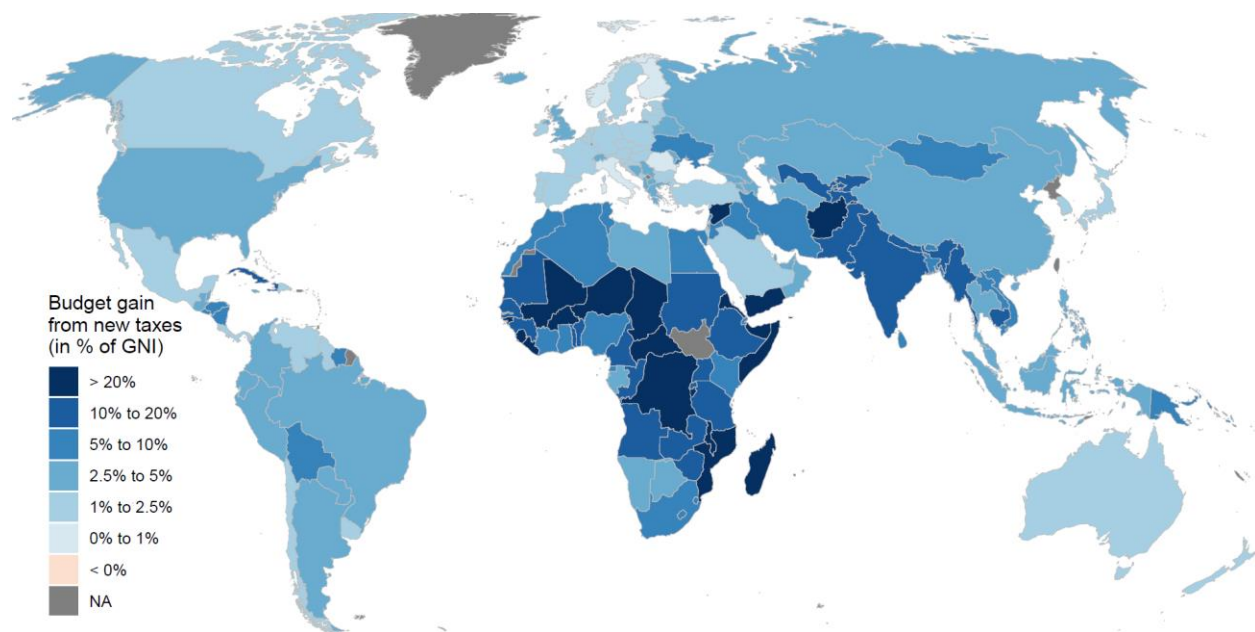 Budget gain
from new taxes
(in % of GNI)
> 20%
10% to 20%
5% to 10%
2.5% to 5%
1% to 2.5%
0% to 1%
< 0%
NA